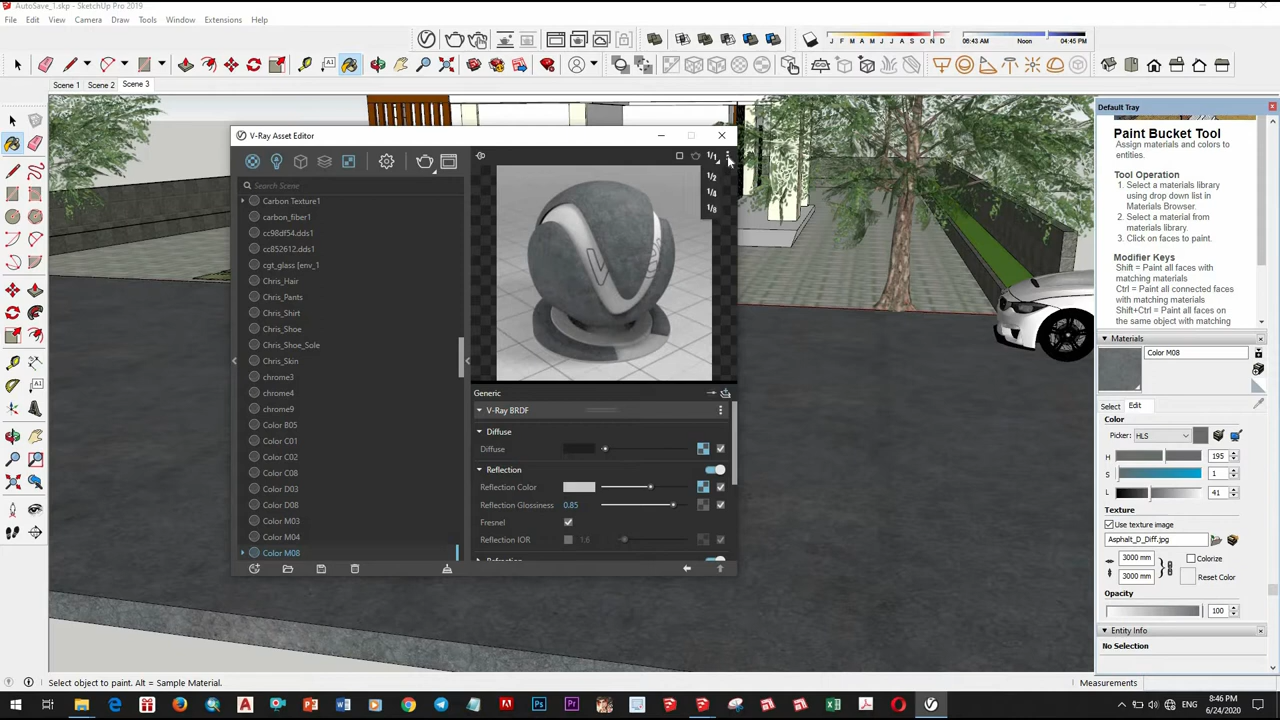 AutoSave_1.skp - SketchUp Pro 2019
File Edit View Camera Draw Tools Window Extensions Help
J F M A M J J A S O N D
06:43 AM Noon 04:45 PM
Scene 1 Scene 2 Scene 3
Default Tray
Paint Bucket Tool
Assign materials and colors to
entities.
Tool Operation
1. Select a materials library
using drop down list in
Materials Browser.
2. Select a material from
materials library.
3. Click on faces to paint.
Modifier Keys
Shift = Paint all faces with
matching materials
Ctrl = Paint all connected faces
with matching materials
Shift+Ctrl = Paint all faces on
the same object with matching
Materials
Color M08
Select Edit
Color
Picker: HLS
H 195
S 1
L 41
Texture
Use texture image
Asphalt_D_Diff.jpg
3000 mm
Colorize
3000 mm
Reset Color
Opacity
100
Entity Info
No Selection
V-Ray Asset Editor
1/1
1/2
1/4
1/8
Search Scene
Carbon Texture1
carbon_fiber1
cc98df54.dds1
cc852612.dds1
cgt_glass [env_1
Chris_Hair
Chris_Pants
Chris_Shirt
Chris_Shoe
Chris_Shoe_Sole
Chris_Skin
chrome3
chrome4
chrome9
Color B05
Color C01
Color C02
Color C08
Color D03
Color D08
Color M03
Color M04
Color M08
Generic
V-Ray BRDF
Diffuse
Diffuse
Reflection
Reflection Color
Reflection Glossiness 0.85
Fresnel
Reflection IOR 1.6
Refraction
Select object to paint. Alt = Sample Material.
Measurements
ENG
8:46 PM
6/24/2020